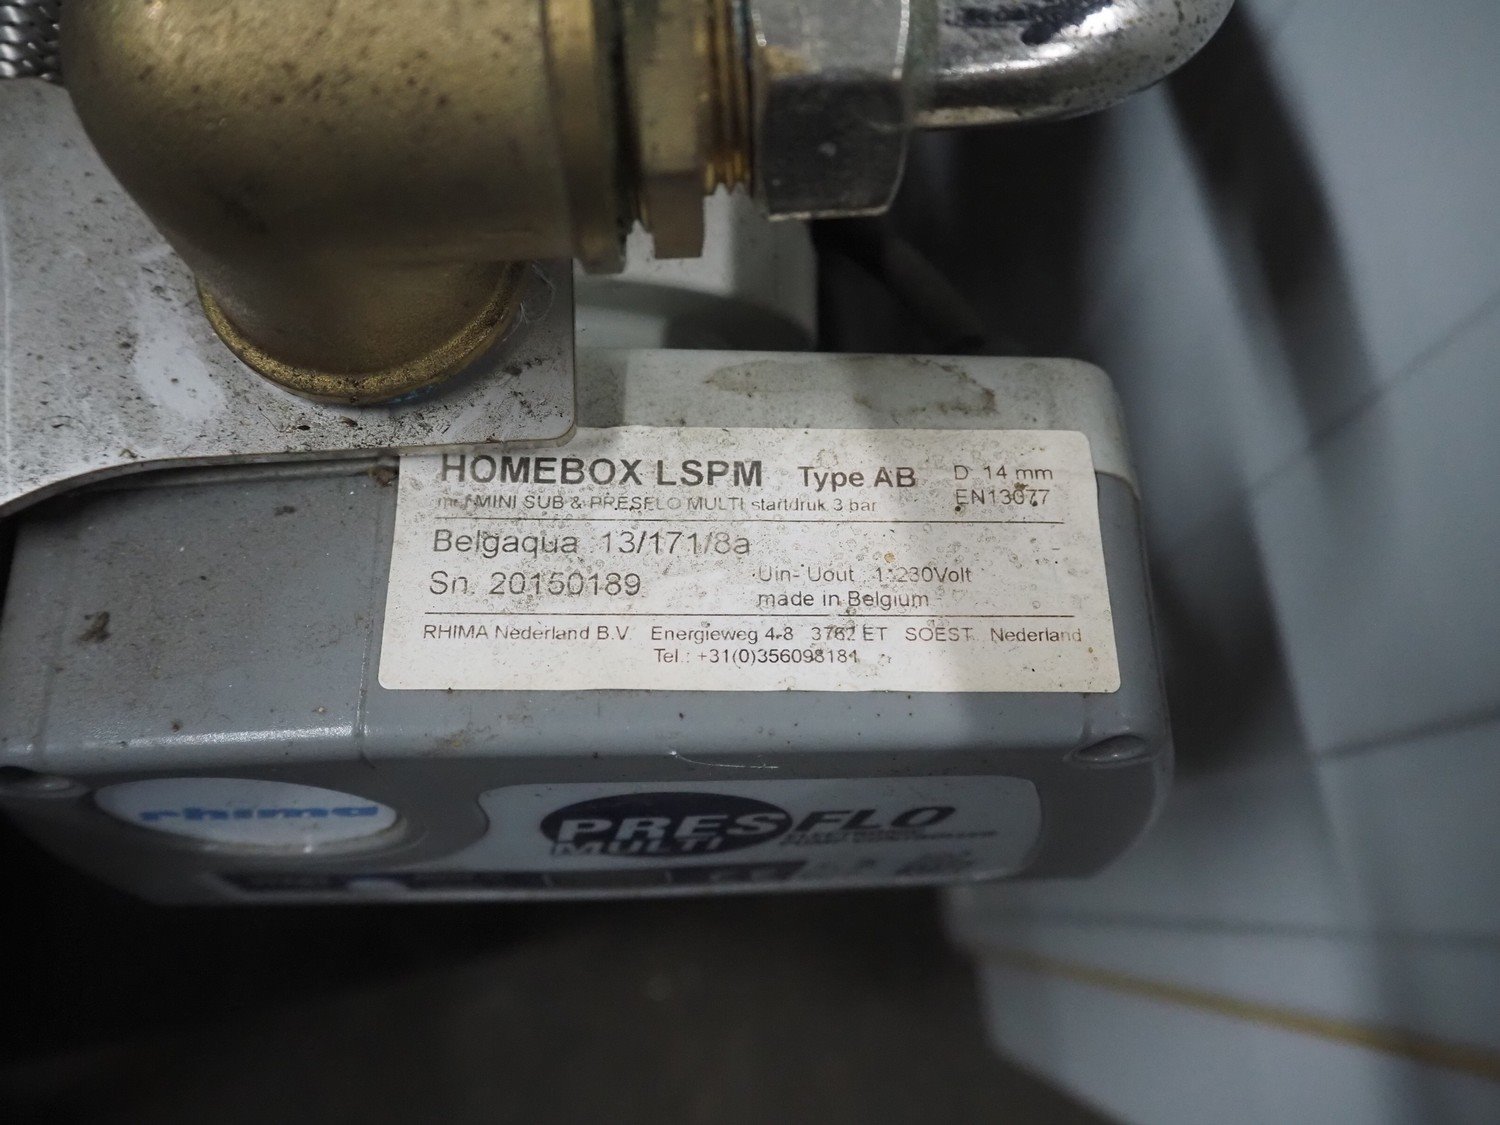 HOMEBOX LSPM Type AB D 14 mm
met MINI SUB & PRESFLO MULTI startdruk 3 bar EN13077
Belgaqua 13/171/8a
Sn. 20150189 Uin- Uout 1~230Volt
made in Belgium
RHIMA Nederland B.V. Energieweg 4-8 3762 ET SOEST Nederland
Tel.: +31(0)356098181
rhima
PRESFLO
MULTI